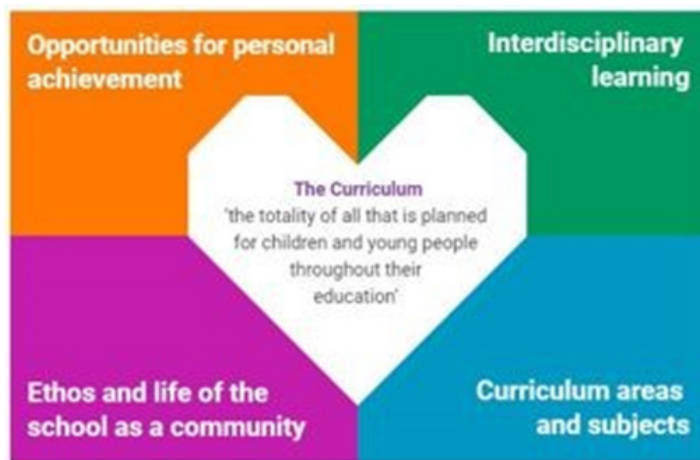 Opportunities for personal
achievement
Interdisciplinary
learning
The Curriculum
'the totality of all that is planned
for children and young people
throughout their
education'
Ethos and life of the
school as a community
Curriculum areas
and subjects